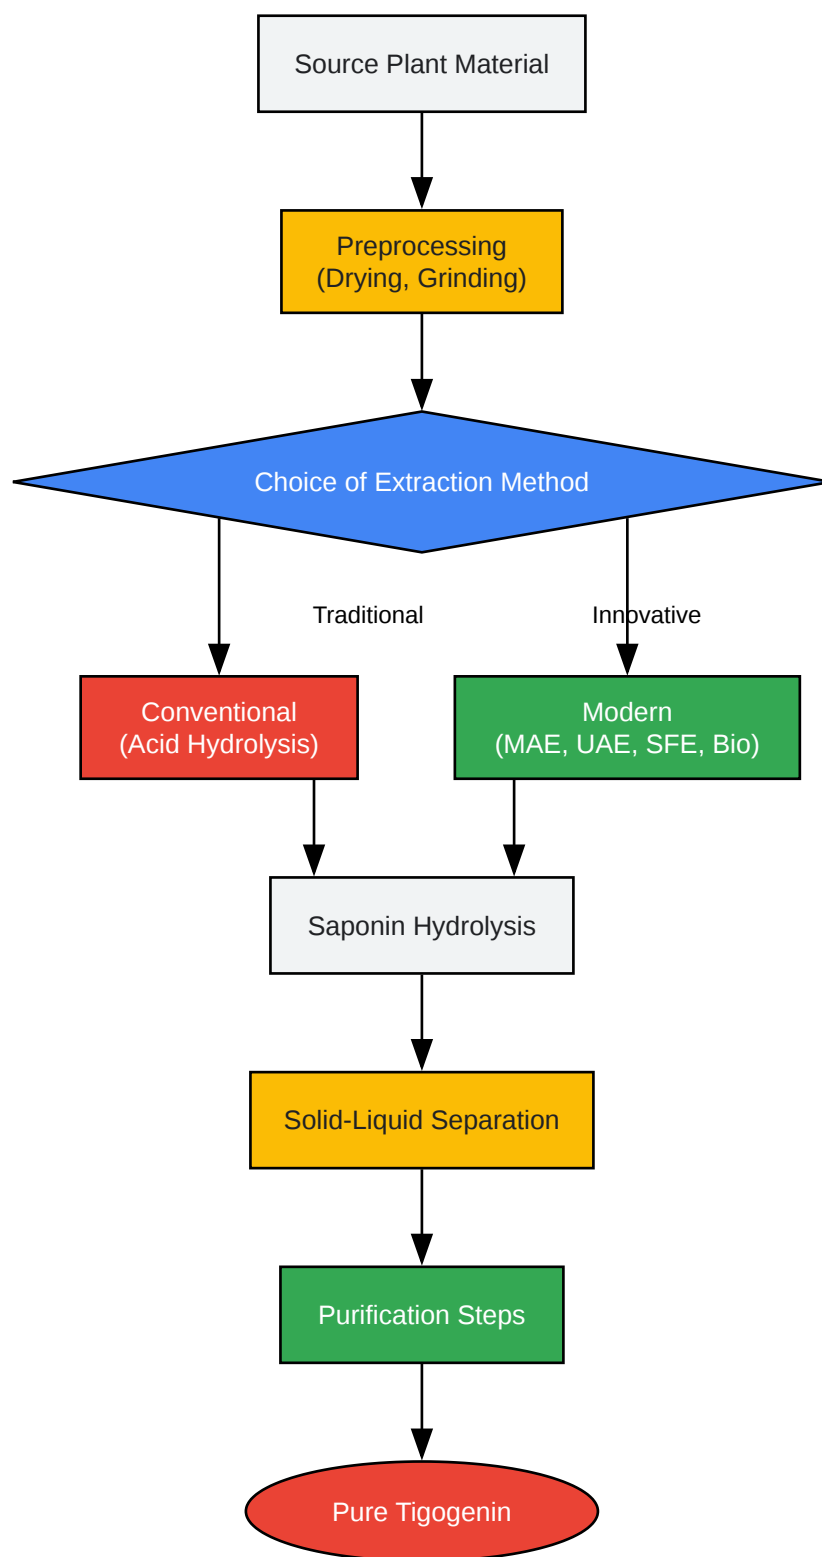 Source Plant Material
Preprocessing
(Drying, Grinding)
Choice of Extraction Method
Traditional
Innovative
Conventional
(Acid Hydrolysis)
Modern
(MAE, UAE, SFE, Bio)
Saponin Hydrolysis
Solid-Liquid Separation
Purification Steps
Pure Tigogenin